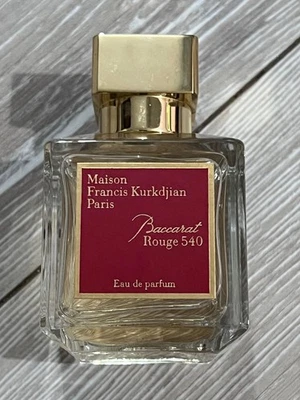 Maison
Francis Kurkdjian
Paris
Baccarat
Rouge 540
Eau de parfum